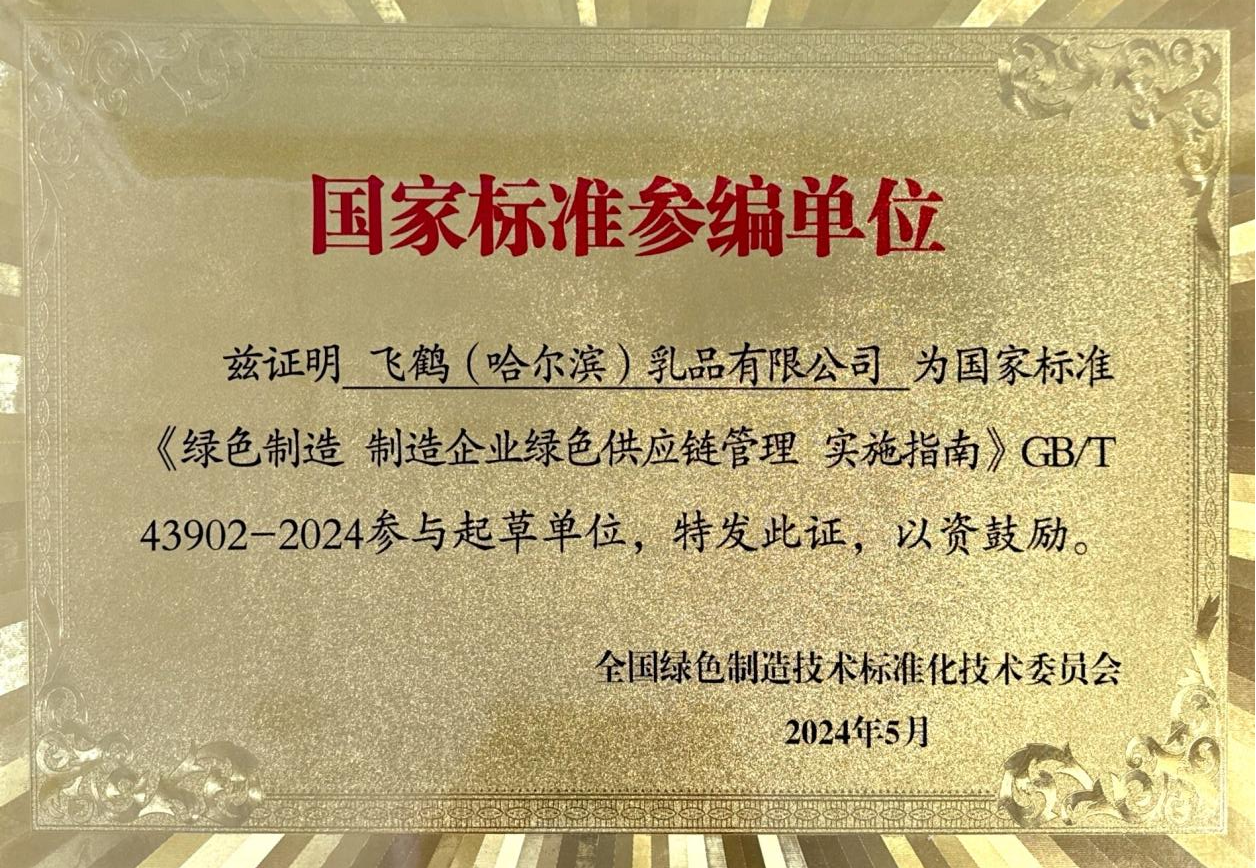 国家标准参编单位
兹证明 飞鹤（哈尔滨）乳品有限公司 为国家标准
《绿色制造 制造企业绿色供应链管理 实施指南》GB/T
43902-2024参与起草单位，特发此证，以资鼓励。
全国绿色制造技术标准化技术委员会
2024年5月